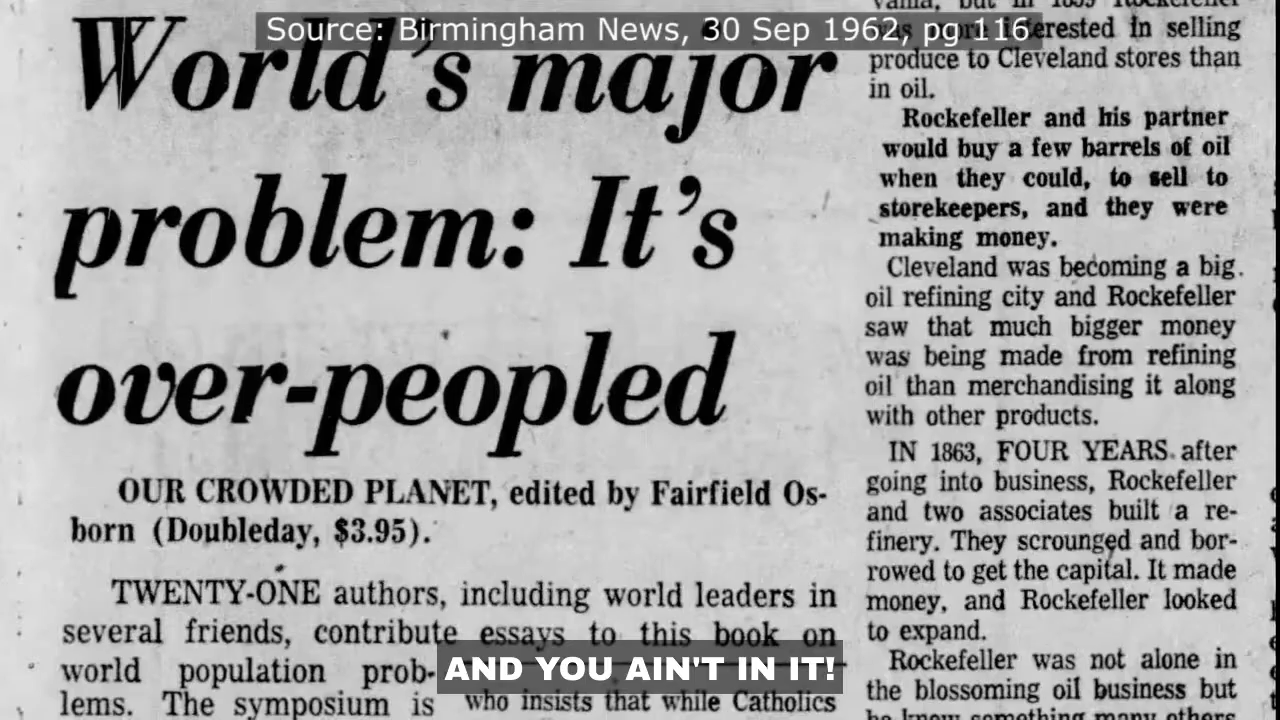 Source: Birmingham News, 30 Sep 1962, pg 116
World's major
problem: It's
over-peopled
OUR CROWDED PLANET, edited by Fairfield Os-
born (Doubleday, $3.95).
TWENTY-ONE authors, including world leaders in
several friends, contribute essays to this book on
world population prob-
lems. The symposium is
who insists that while Catholics
AND YOU AIN'T IN IT!
was more interested in selling
produce to Cleveland stores than
in oil.
Rockefeller and his partner
would buy a few barrels of oil
when they could, to sell to
storekeepers, and they were
making money.
Cleveland was becoming a big
oil refining city and Rockefeller
saw that much bigger money
was being made from refining
oil than merchandising it along
with other products.
IN 1863, FOUR YEARS after
going into business, Rockefeller
and two associates built a re-
finery. They scrounged and bor-
rowed to get the capital. It made
money, and Rockefeller looked
to expand.
Rockefeller was not alone in
the blossoming oil business but